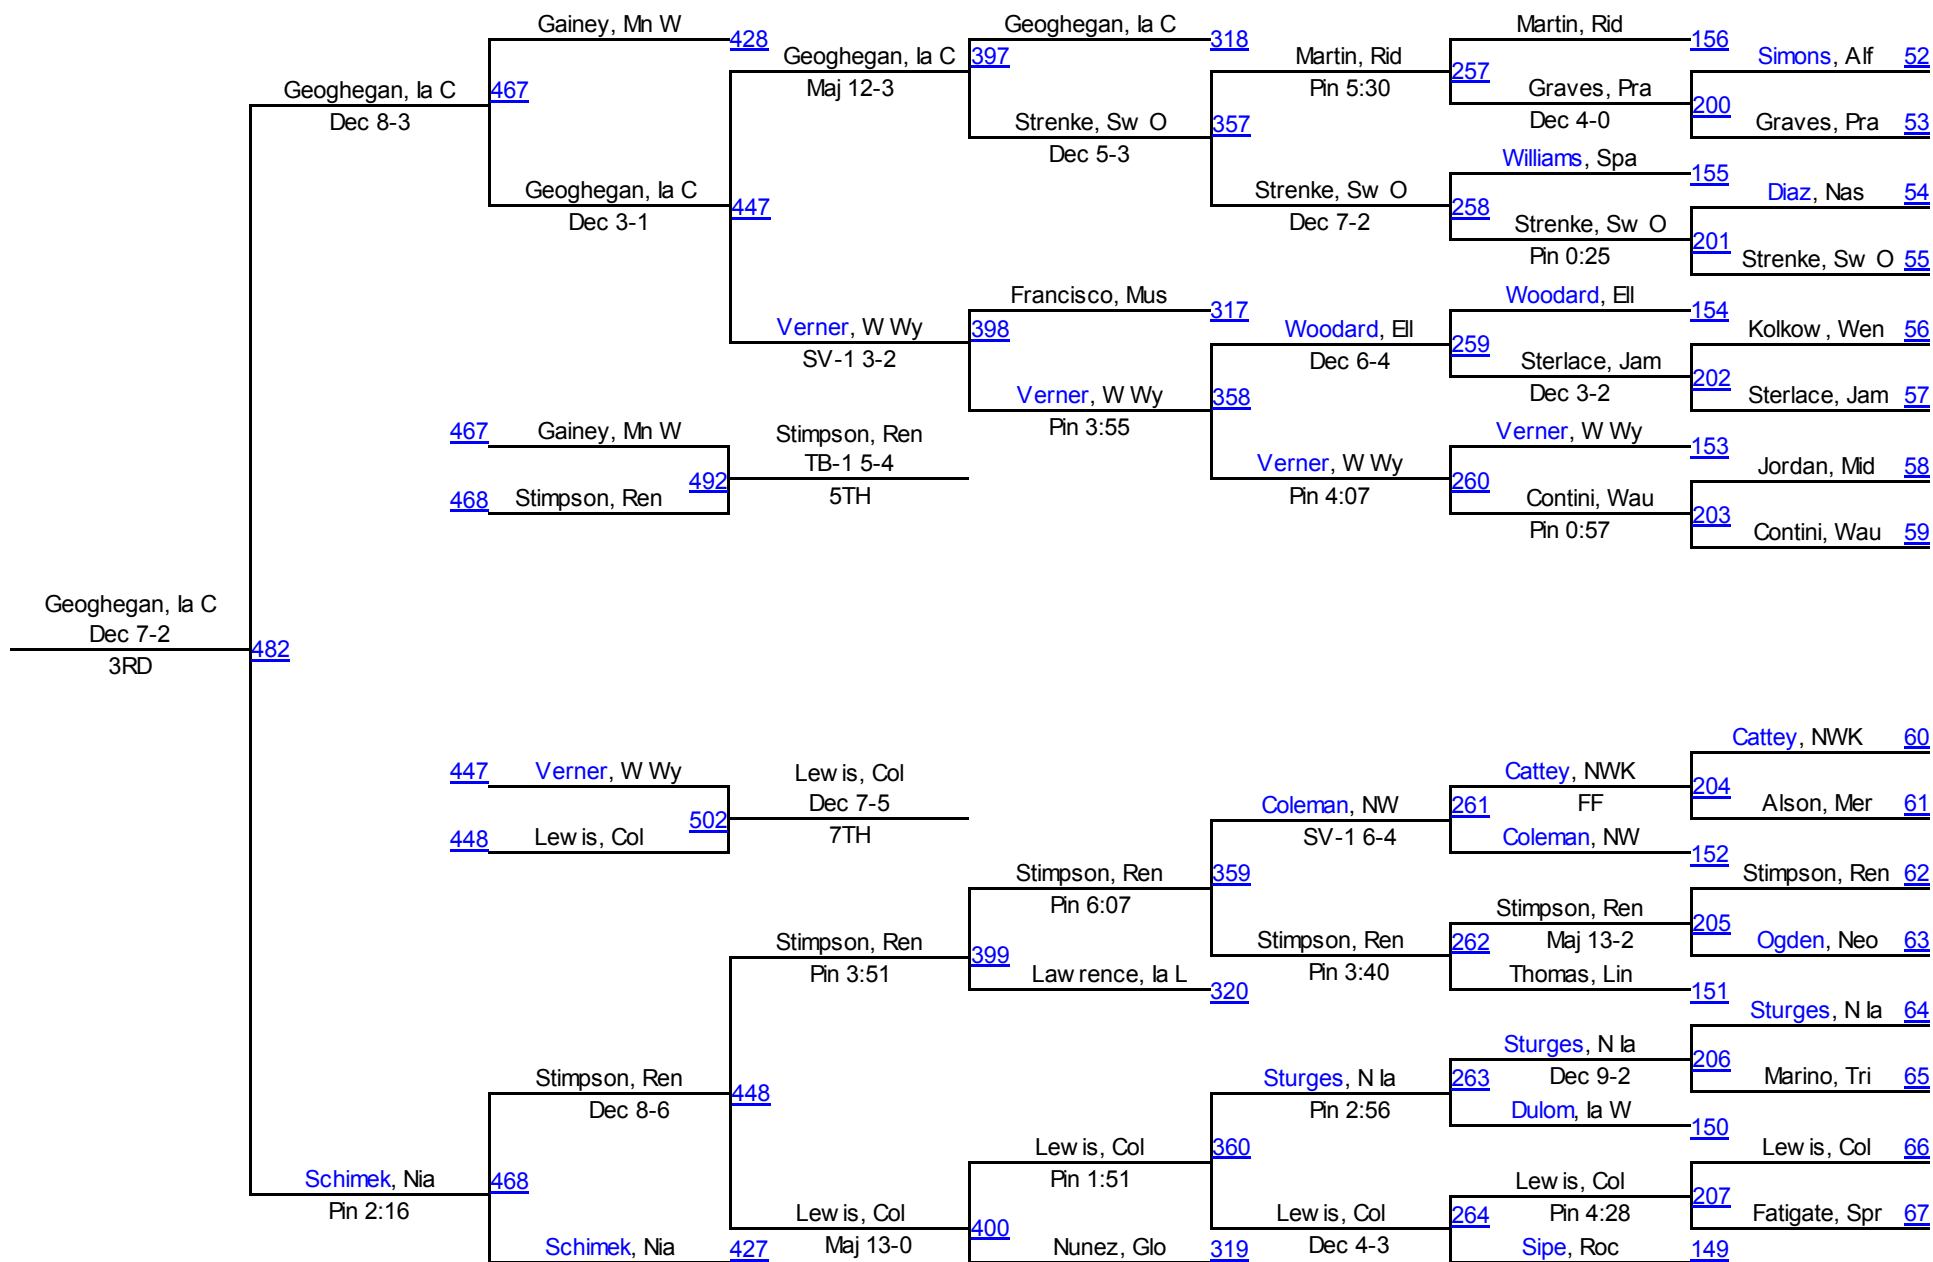 Gainey, Mn W
428
Geoghegan, Ia C
318
Martin, Rid
156
Simons, Alf 52
Geoghegan, Ia C
397
Maj 12-3
Martin, Rid
257
Pin 5:30
Geoghegan, Ia C
467
Dec 8-3
Graves, Pra
200
Dec 4-0
Graves, Pra 53
Strenke, Sw O
357
Dec 5-3
Williams, Spa
155
Geoghegan, Ia C
447
Dec 3-1
Strenke, Sw O
258
Dec 7-2
Diaz, Nas 54
Strenke, Sw O
201
Pin 0:25
Strenke, Sw O 55
Francisco, Mus
317
Woodard, Ell
154
Verner, W Wy
398
SV-1 3-2
Woodard, Ell
259
Dec 6-4
Kolkow, Wen 56
Sterlace, Jam
202
Dec 3-2
Verner, W Wy
358
Pin 3:55
Sterlace, Jam 57
467 Gainey, Mn W
Stimpson, Ren
TB-1 5-4
492
5TH
468 Stimpson, Ren
Verner, W Wy
153
Verner, W Wy
260
Pin 4:07
Jordan, Mid 58
Contini, Wau
203
Pin 0:57
Contini, Wau 59
Geoghegan, Ia C
Dec 7-2
482
3RD
Cattey, NWK 60
447 Verner, W Wy
Lewis, Col
Dec 7-5
502
7TH
448 Lewis, Col
Cattey, NWK
204
FF
Coleman, NW
261
SV-1 6-4
Alson, Mer 61
Coleman, NW
152
Stimpson, Ren
359
Pin 6:07
Stimpson, Ren 62
Stimpson, Ren
205
Maj 13-2
Stimpson, Ren
399
Pin 3:51
Stimpson, Ren
262
Pin 3:40
Ogden, Neo 63
Lawrence, Ia L
320
Thomas, Lin
151
Sturges, N Ia 64
Sturges, N Ia
206
Dec 9-2
Stimpson, Ren
448
Dec 8-6
Sturges, N Ia
263
Pin 2:56
Marino, Tri 65
Dulom, Ia W
150
Lewis, Col
360
Pin 1:51
Lewis, Col 66
Schimek, Nia
468
Pin 2:16
Lewis, Col
207
Pin 4:28
Lewis, Col
400
Maj 13-0
Lewis, Col
264
Dec 4-3
Fatigate, Spr 67
Schimek, Nia 427
Nunez, Glo 319
Sipe, Roc 149